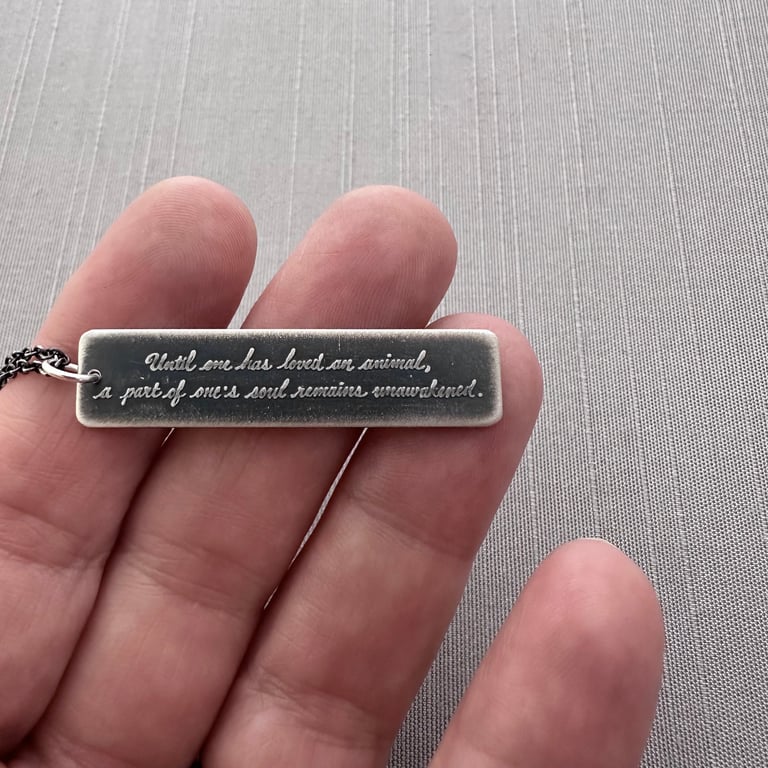 Until one has loved an animal,
a part of one's soul remains unawakened.